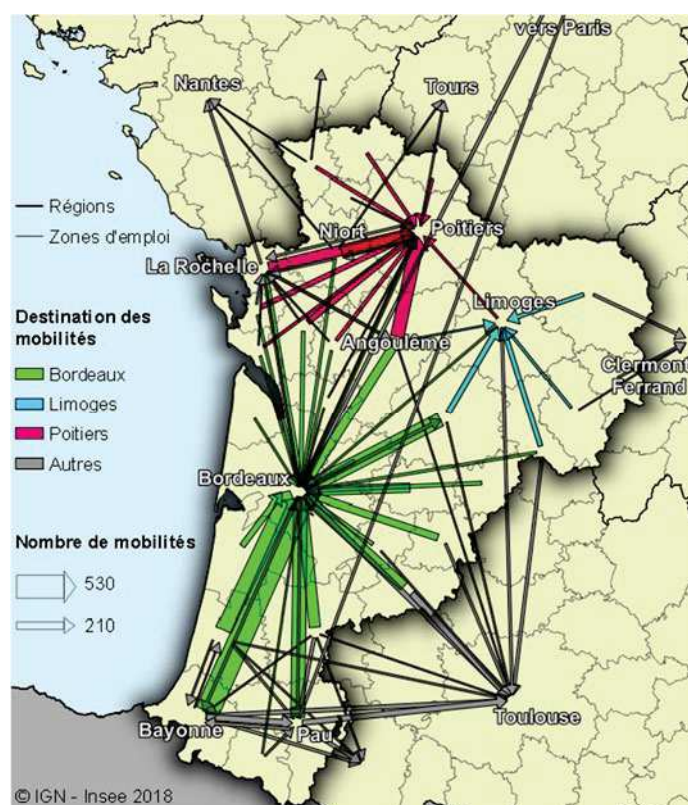 vers Paris
Nantes
Tours
Régions
Zones d'emploi
Niort
Poitiers
La Rochelle
Destination des
mobilités
Limoges
Bordeaux
Limoges
Poitiers
Autres
Angoulême
Clermont
Ferrand
Bordeaux
Nombre de mobilités
530
210
Bayonne
Pau
Toulouse
© IGN - Insee 2018